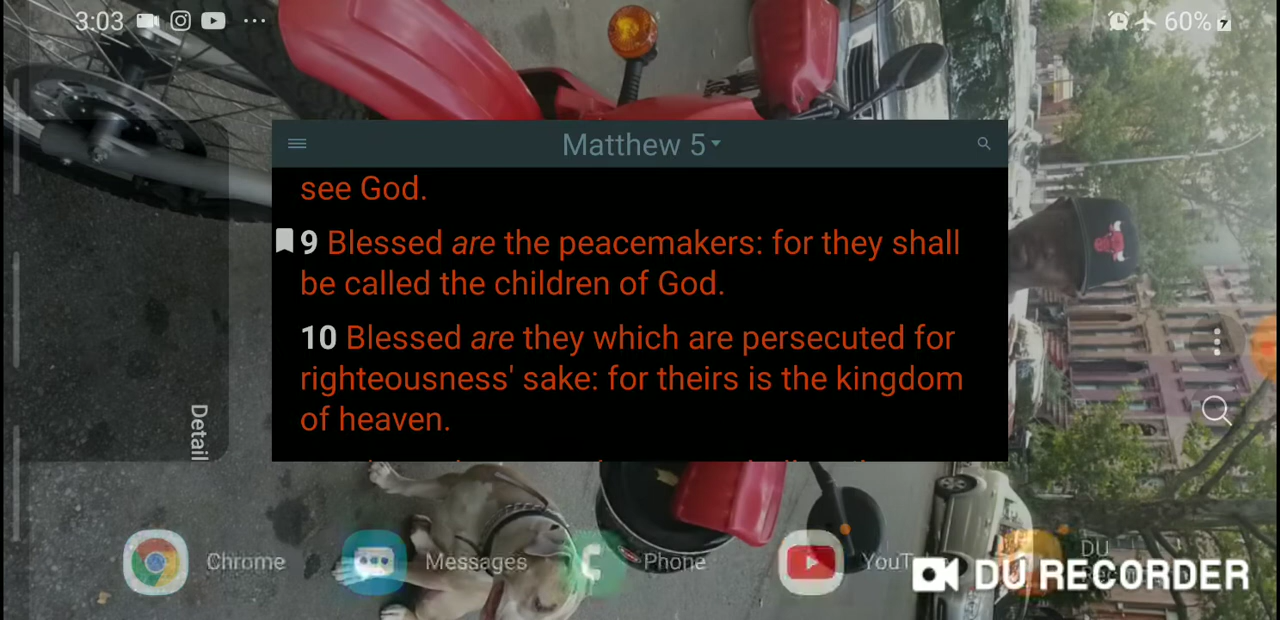 3:03
60%
Matthew 5
see God.
9 Blessed are the peacemakers: for they shall
be called the children of God.
10 Blessed are they which are persecuted for
righteousness' sake: for theirs is the kingdom
of heaven.
Detail
Chrome
Messages
Phone
YouT
DU
DU RECORDER